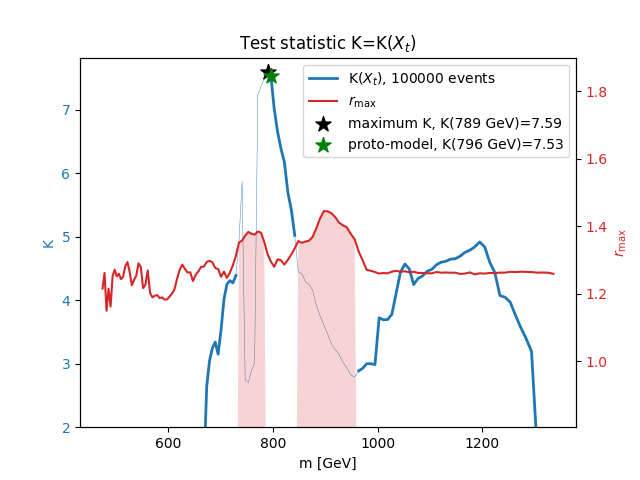 Test statistic K=K(Xₜ)
K(Xₜ), 100000 events
r_max
maximum K, K(789 GeV)=7.59
proto-model, K(796 GeV)=7.53
7
6
5
4
3
2
K
1.8
1.6
1.4
1.2
1.0
r_max
600 800 1000 1200
m [GeV]